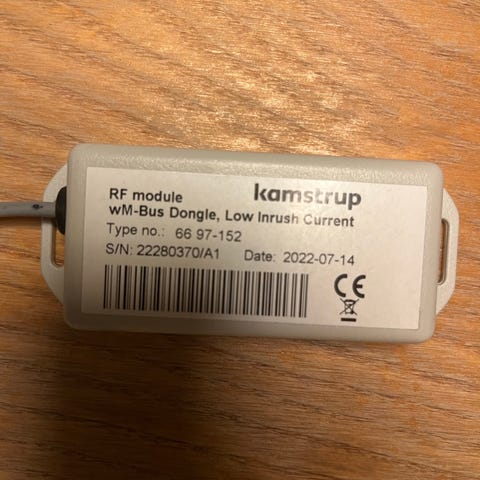 kamstrup
RF module
wM-Bus Dongle, Low Inrush Current
Type no.: 66 97-152
S/N: 22280370/A1 Date: 2022-07-14
CE